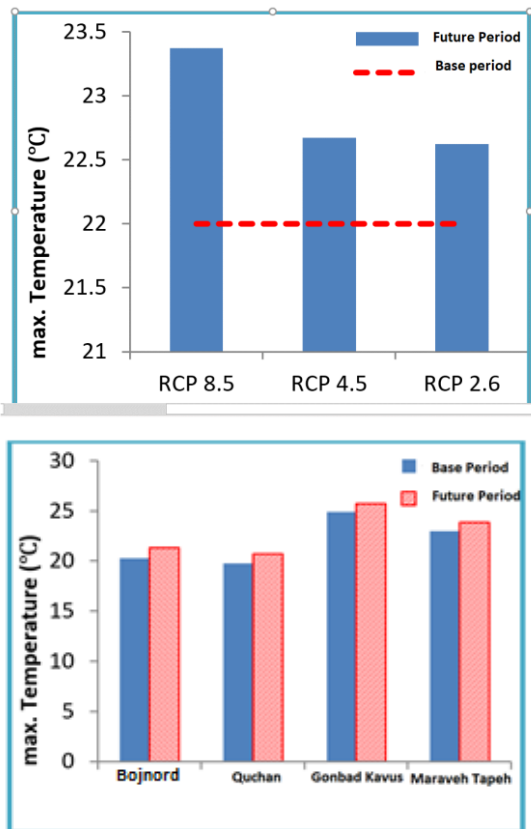 max. Temperature (°C)
23.5
23
22.5
22
21.5
21
Future Period
Base period
RCP 8.5 RCP 4.5 RCP 2.6
max. Temperature (°C)
30
25
20
15
10
5
0
Base Period
Future Period
Bojnord Quchan Gonbad Kavus Maraveh Tapeh